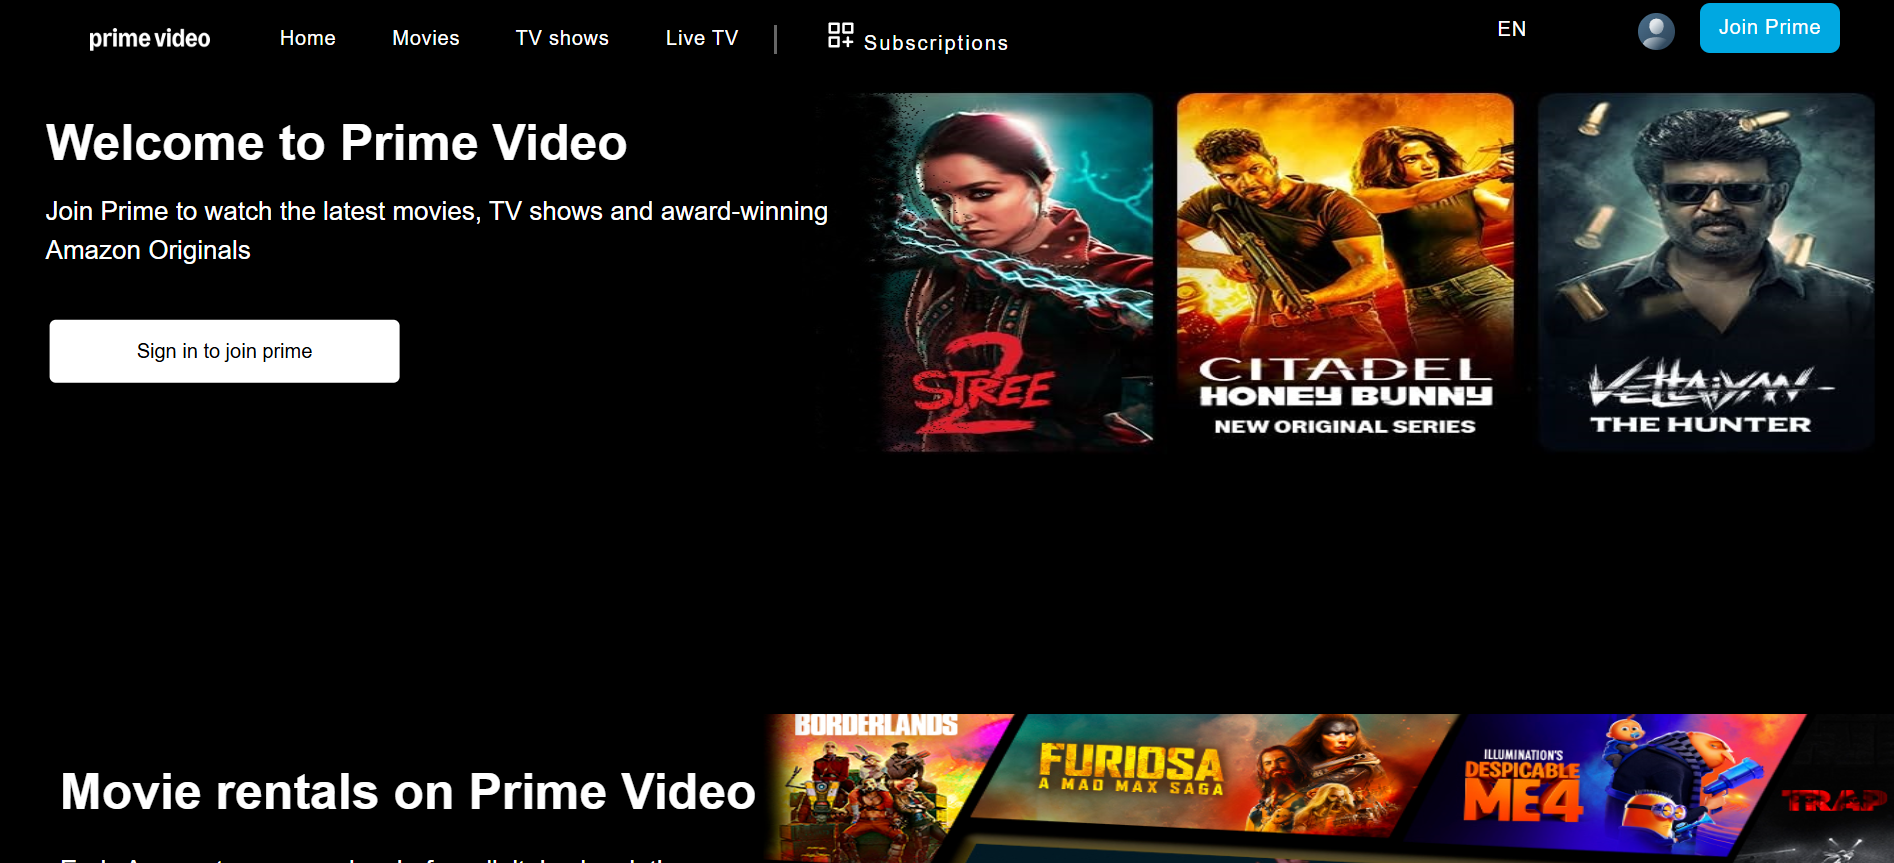 prime video
Home
Movies
TV shows
Live TV
Subscriptions
EN
Join Prime
Welcome to Prime Video
Join Prime to watch the latest movies, TV shows and award-winning
Amazon Originals
Sign in to join prime
STREE
2
CITADEL
HONEY BUNNY
NEW ORIGINAL SERIES
VETTAIYAN
THE HUNTER
Movie rentals on Prime Video
BORDERLANDS
FURIOSA
A MAD MAX SAGA
ILLUMINATION'S
DESPICABLE
ME4
TRAP